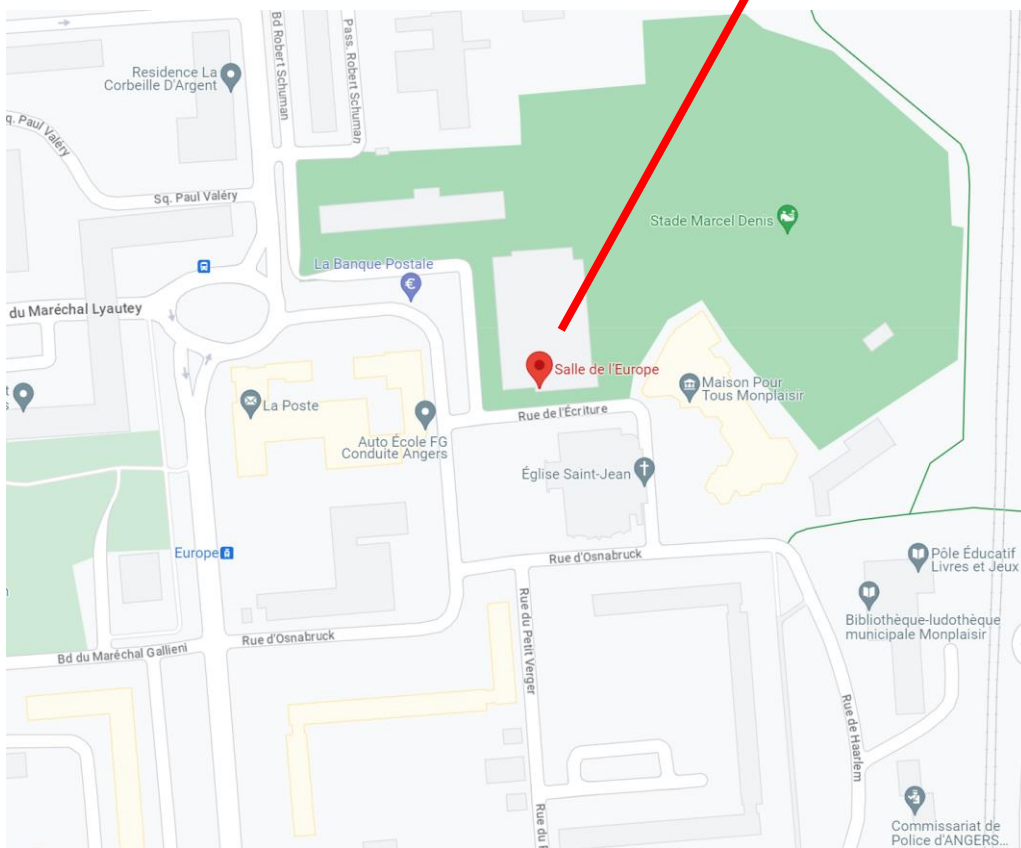 Bd Robert Schuman
Pass. Robert Schuman
Residence La
Corbeille D'Argent
q. Paul Valéry
Sq. Paul Valéry
Stade Marcel Denis
La Banque Postale
€
du Maréchal Lyautey
Salle de l'Europe
Maison Pour
Tous Monplaisir
La Poste
Rue de l'Écriture
Auto École FG
Conduite Angers
Église Saint-Jean
Europe
Rue d'Osnabruck
Pôle Éducatif
Livres et Jeux
Rue du Petit Verger
Bibliothèque-ludothèque
municipale Monplaisir
Rue d'Osnabruck
Bd du Maréchal Gallieni
Rue de Haarlem
Rue du
Commissariat de
Police d'ANGERS...